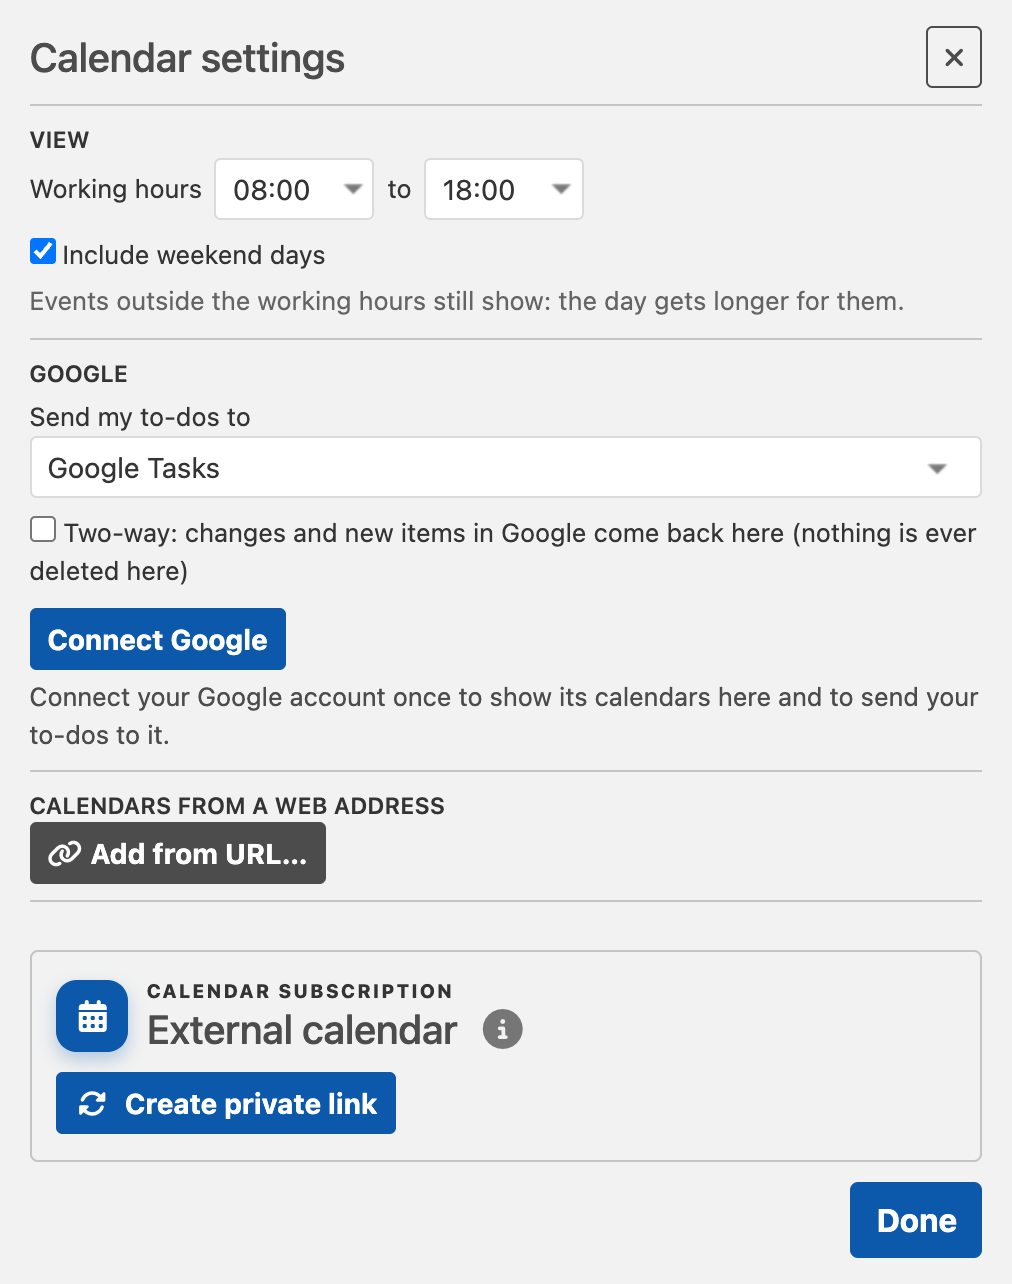 Calendar settings
VIEW
Working hours 08:00 to 18:00
Include weekend days
Events outside the working hours still show: the day gets longer for them.
GOOGLE
Send my to-dos to
Google Tasks
Two-way: changes and new items in Google come back here (nothing is ever
deleted here)
Connect Google
Connect your Google account once to show its calendars here and to send your
to-dos to it.
CALENDARS FROM A WEB ADDRESS
Add from URL...
CALENDAR SUBSCRIPTION
External calendar
Create private link
Done